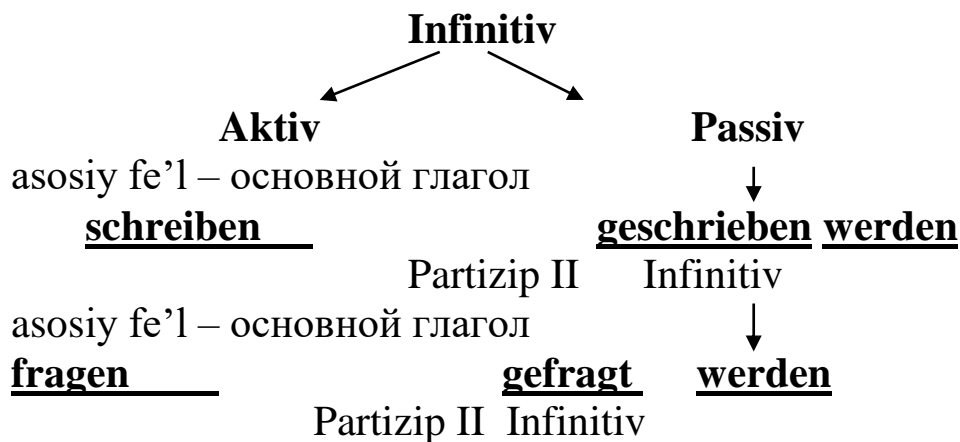 Infinitiv
Aktiv Passiv
asosiy fe’l – основной глагол
schreiben geschrieben werden
Partizip II Infinitiv
asosiy fe’l – основной глагол
fragen gefragt werden
Partizip II Infinitiv